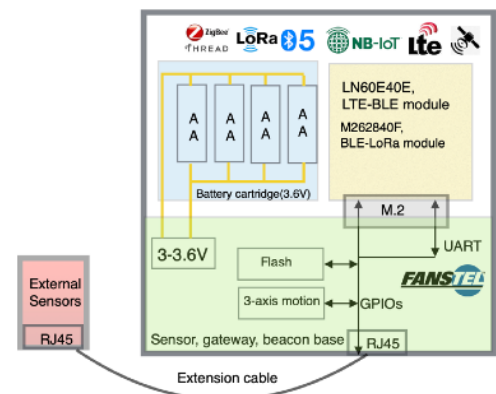 ZigBee
THREAD
LoRa
5
NB-IoT
Lte
A
A
A
A
A
A
A
A
Battery cartridge(3.6V)
LN60E40E,
LTE-BLE module
M262840F,
BLE-LoRa module
M.2
UART
3-3.6V
Flash
FANSTEL
3-axis motion
GPIOs
External
Sensors
RJ45
Sensor, gateway, beacon base
RJ45
Extension cable